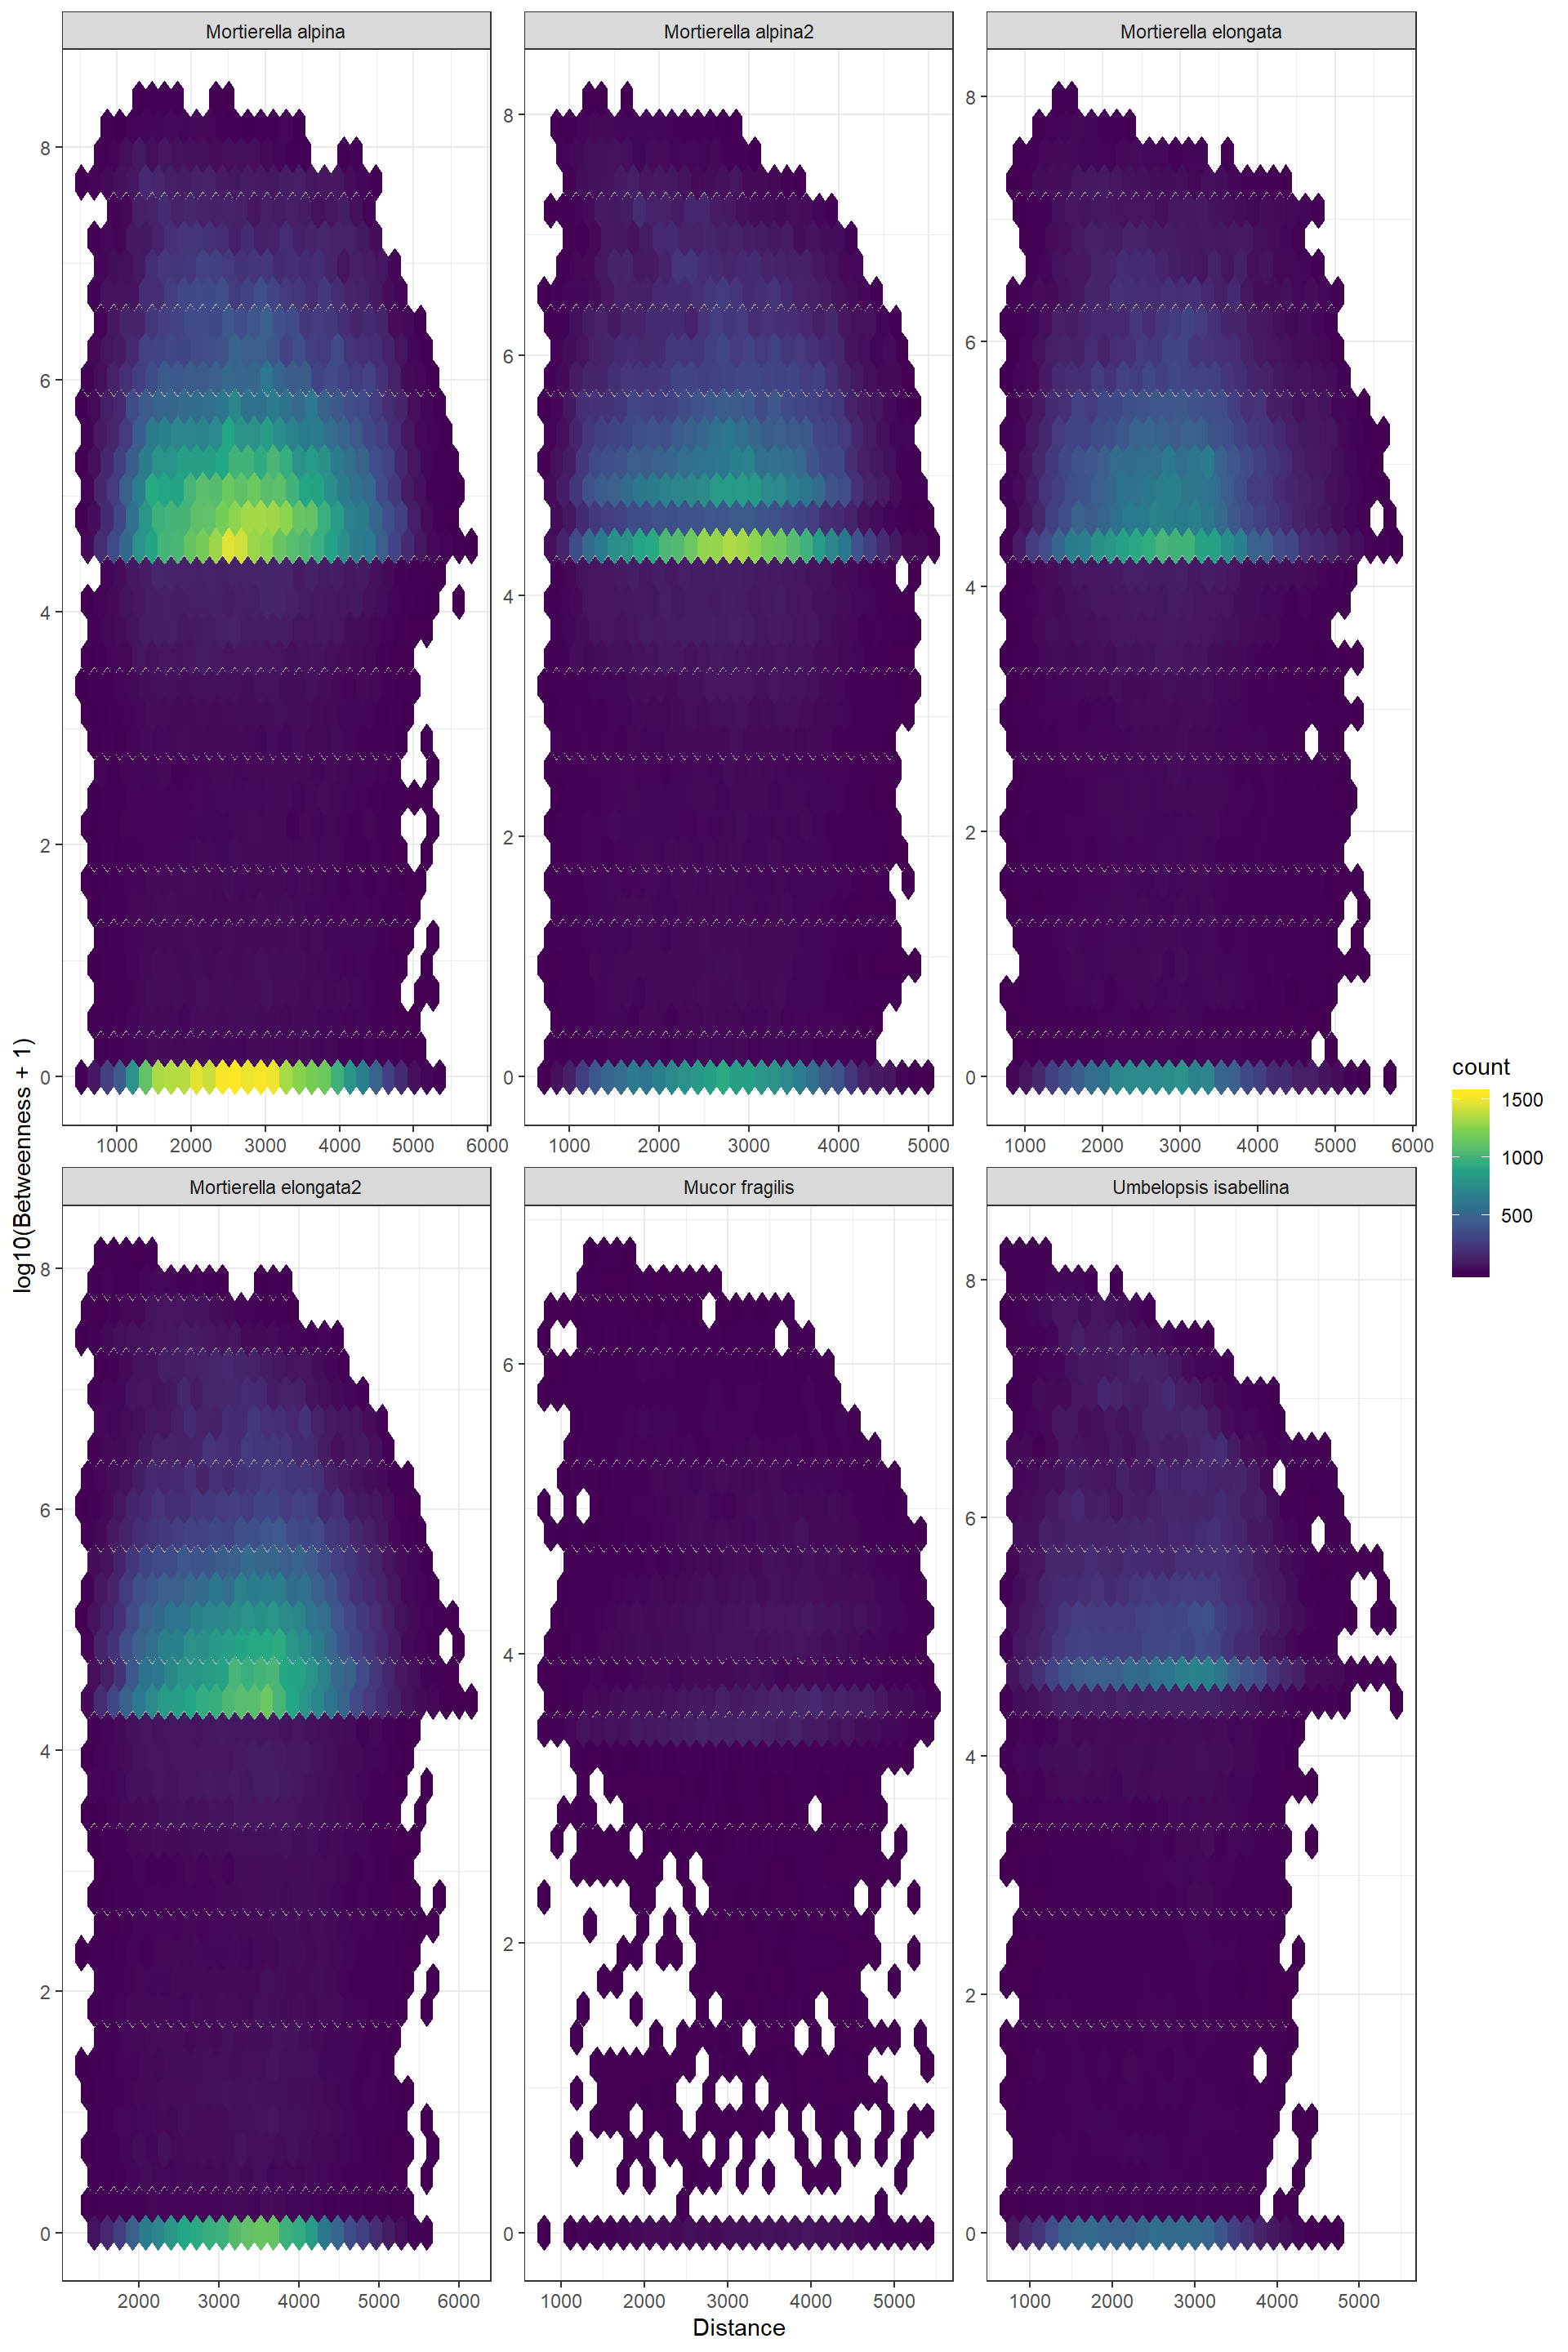 Mortierella alpina
Mortierella alpina2
Mortierella elongata
8
6
4
2
0
8
6
4
2
0
8
6
4
2
0
1000 2000 3000 4000 5000 6000
1000 2000 3000 4000 5000
1000 2000 3000 4000 5000 6000
log10(Betweenness + 1)
count
1500
1000
500
Mortierella elongata2
Mucor fragilis
Umbelopsis isabellina
8
6
4
2
0
6
4
2
0
8
6
4
2
0
2000 3000 4000 5000 6000
1000 2000 3000 4000 5000
1000 2000 3000 4000 5000
Distance